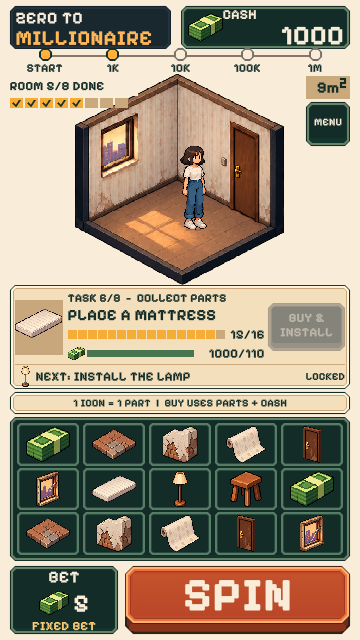 ZERO TO
MILLIONAIRE
CASH
1000
START 1K 10K 100K 1M
ROOM 5/8 DONE
9m²
MENU
TASK 6/8 - COLLECT PARTS
PLACE A MATTRESS
15/16
1000/110
BUY &
INSTALL
NEXT: INSTALL THE LAMP
LOCKED
1 ICON = 1 PART | BUY USES PARTS + CASH
BET
5
FIXED BET
SPIN